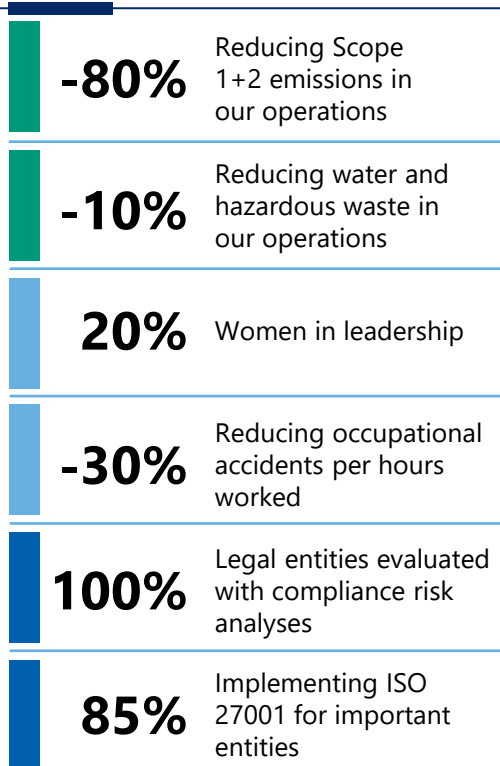 -80%
Reducing Scope
1+2 emissions in
our operations
-10%
Reducing water and
hazardous waste in
our operations
20%
Women in leadership
-30%
Reducing occupational
accidents per hours
worked
100%
Legal entities evaluated
with compliance risk
analyses
85%
Implementing ISO
27001 for important
entities